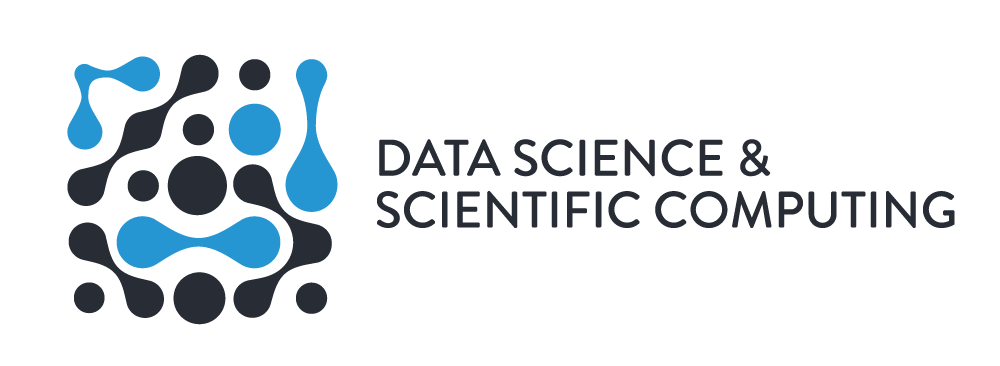 DATA SCIENCE &
SCIENTIFIC COMPUTING